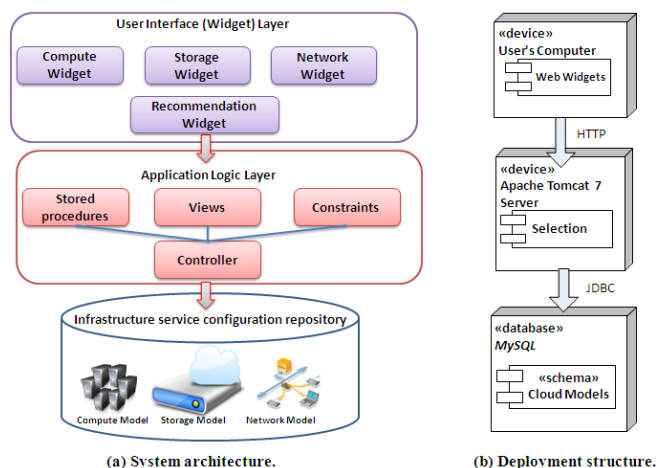 User Interface (Widget) Layer
Compute
Widget
Storage
Widget
Network
Widget
Recommendation
Widget
Application Logic Layer
Stored
procedures
Views
Constraints
Controller
Infrastructure service configuration repository
Compute Model
Storage Model
Network Model
(a) System architecture.
«device»
User's Computer
Web Widgets
HTTP
«device»
Apache Tomcat 7
Server
Selection
JDBC
«database»
MySQL
«schema»
Cloud Models
(b) Deployment structure.